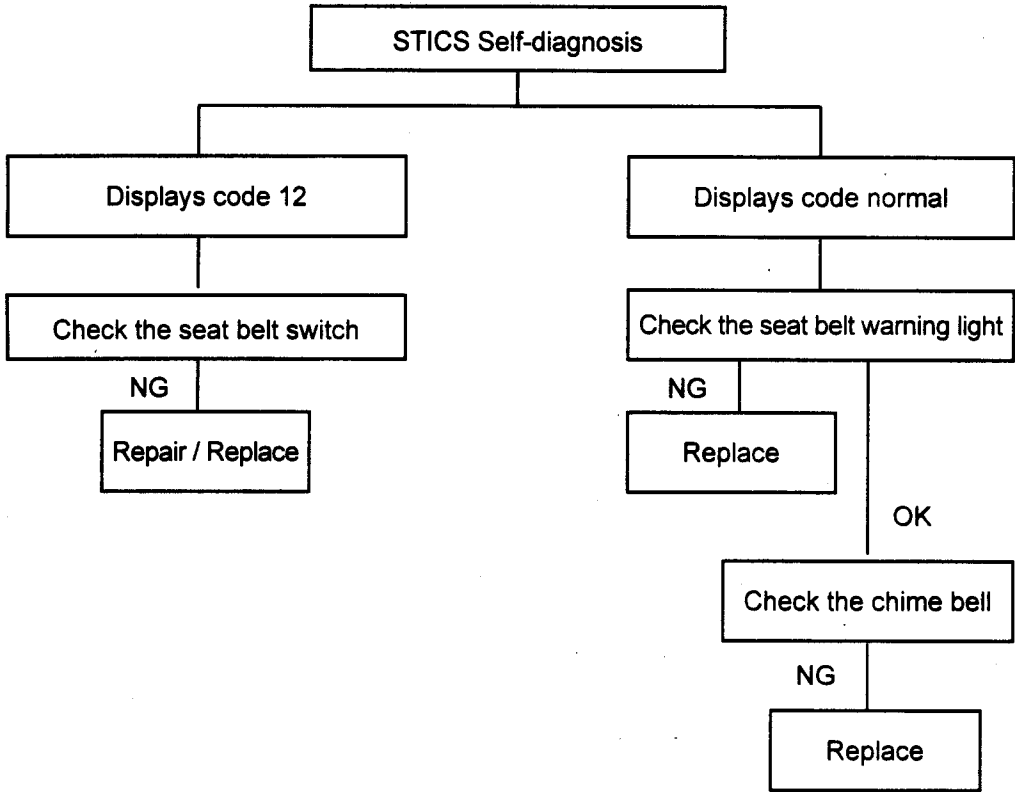 STICS Self-diagnosis
Displays code 12
Displays code normal
Check the seat belt switch
Check the seat belt warning light
NG
NG
Repair / Replace
Replace
OK
Check the chime bell
NG
Replace